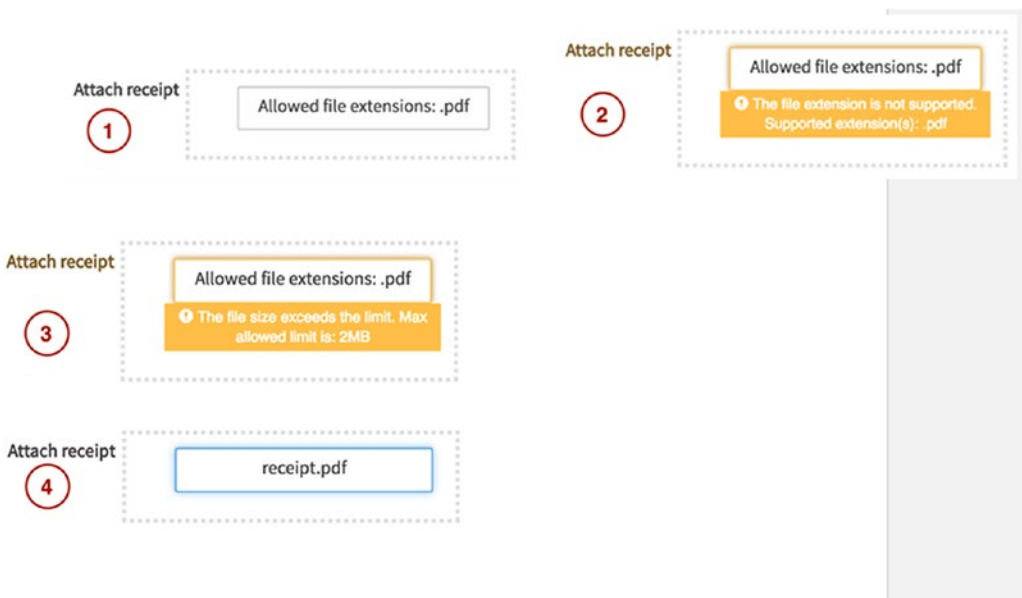 Attach receipt
Allowed file extensions: .pdf
1
Attach receipt
Allowed file extensions: .pdf
The file extension is not supported.
Supported extension(s): .pdf
2
Attach receipt
Allowed file extensions: .pdf
The file size exceeds the limit. Max
allowed limit is: 2MB
3
Attach receipt
receipt.pdf
4